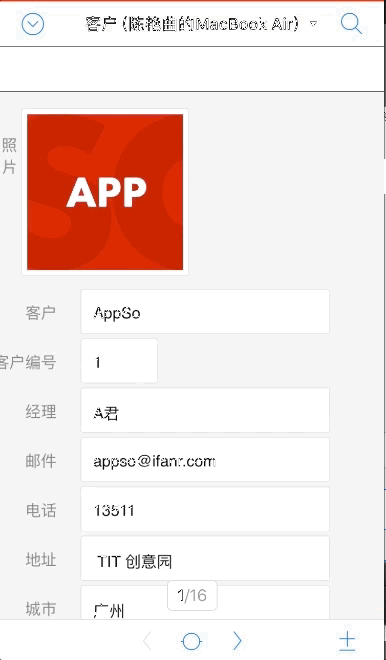 客户 (陈艳曲的MacBook Air)
照片
APP
客户 AppSo
客户编号 1
经理 A君
邮件 appso@ifanr.com
电话 13511
地址 TIT 创意园
1/16
城市 广州